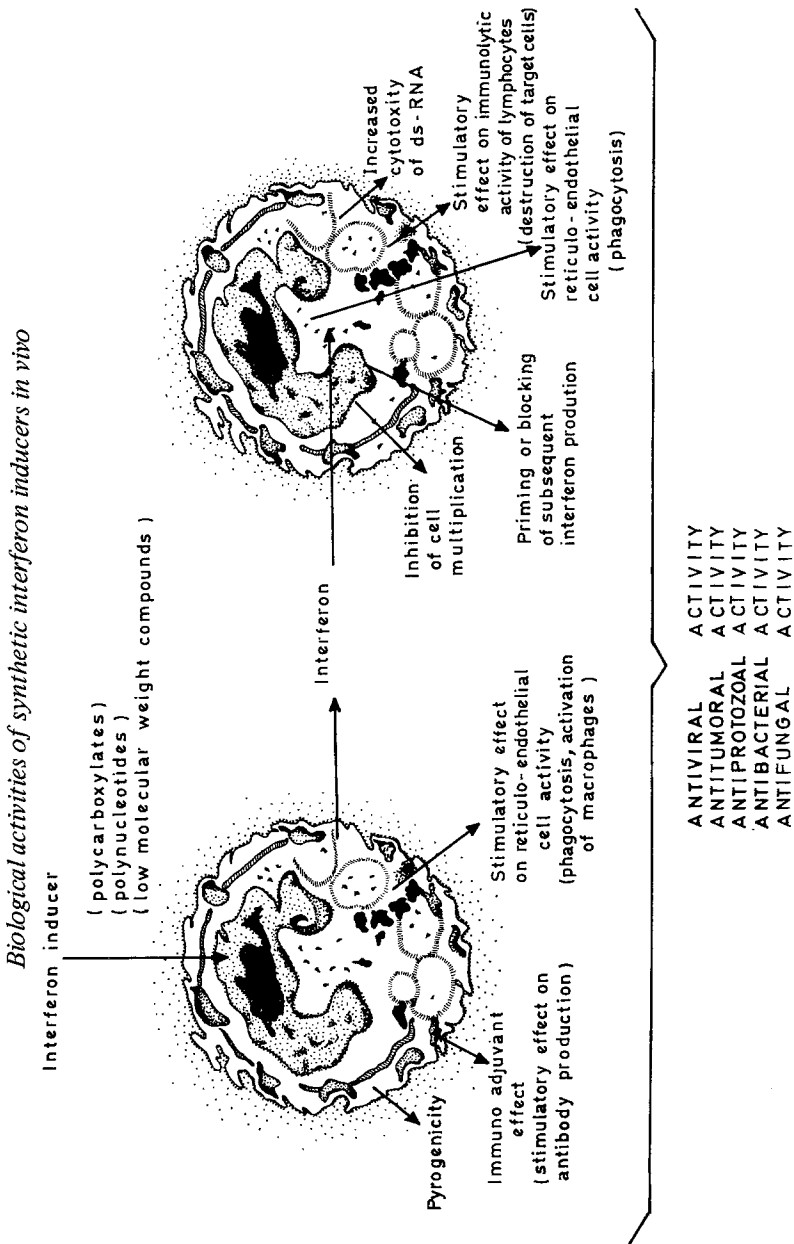 Biological activities of synthetic interferon inducers in vivo
Interferon inducer
( polycarboxylates )
( polynucleotides )
( low molecular weight compounds )
Pyrogenicity
Immuno adjuvant
effect
(stimulatory effect on
antibody production)
Stimulatory effect
on reticulo-endothelial
cell activity
(phagocytosis, activation
of macrophages )
Interferon
Inhibition
of cell
multiplication
Priming or blocking
of subsequent
interferon prodution
Increased
cytotoxity
of ds-RNA
Stimulatory
effect on immunolytic
activity of lymphocytes
(destruction of target cells)
Stimulatory effect on
reticulo-endothelial
cell activity
( phagocytosis)
ANTIVIRAL ACTIVITY
ANTITUMORAL ACTIVITY
ANTIPROTOZOAL ACTIVITY
ANTIBACTERIAL ACTIVITY
ANTIFUNGAL ACTIVITY